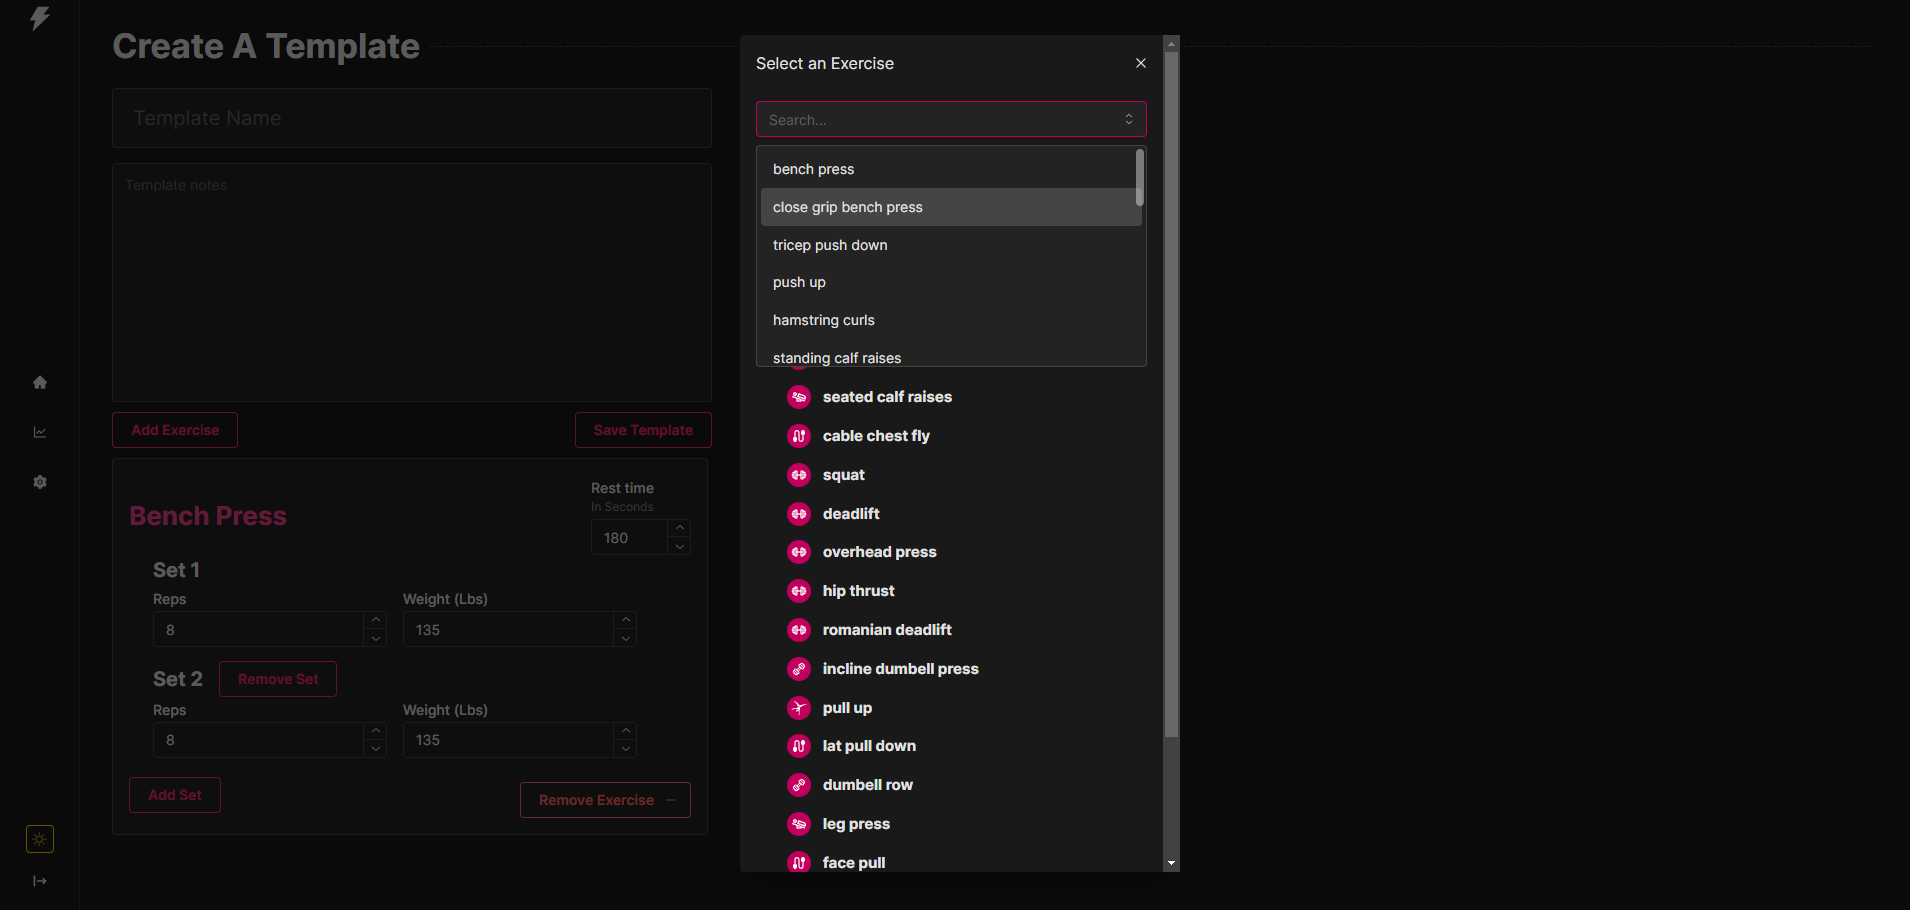 Create A Template
Template Name
Template notes
Add Exercise
Save Template
Bench Press
Rest time
In Seconds
180
Set 1
Reps
Weight (Lbs)
8
135
Set 2
Remove Set
Reps
Weight (Lbs)
8
135
Add Set
Remove Exercise
Select an Exercise
Search...
bench press
close grip bench press
tricep push down
push up
hamstring curls
standing calf raises
seated calf raises
cable chest fly
squat
deadlift
overhead press
hip thrust
romanian deadlift
incline dumbell press
pull up
lat pull down
dumbell row
leg press
face pull